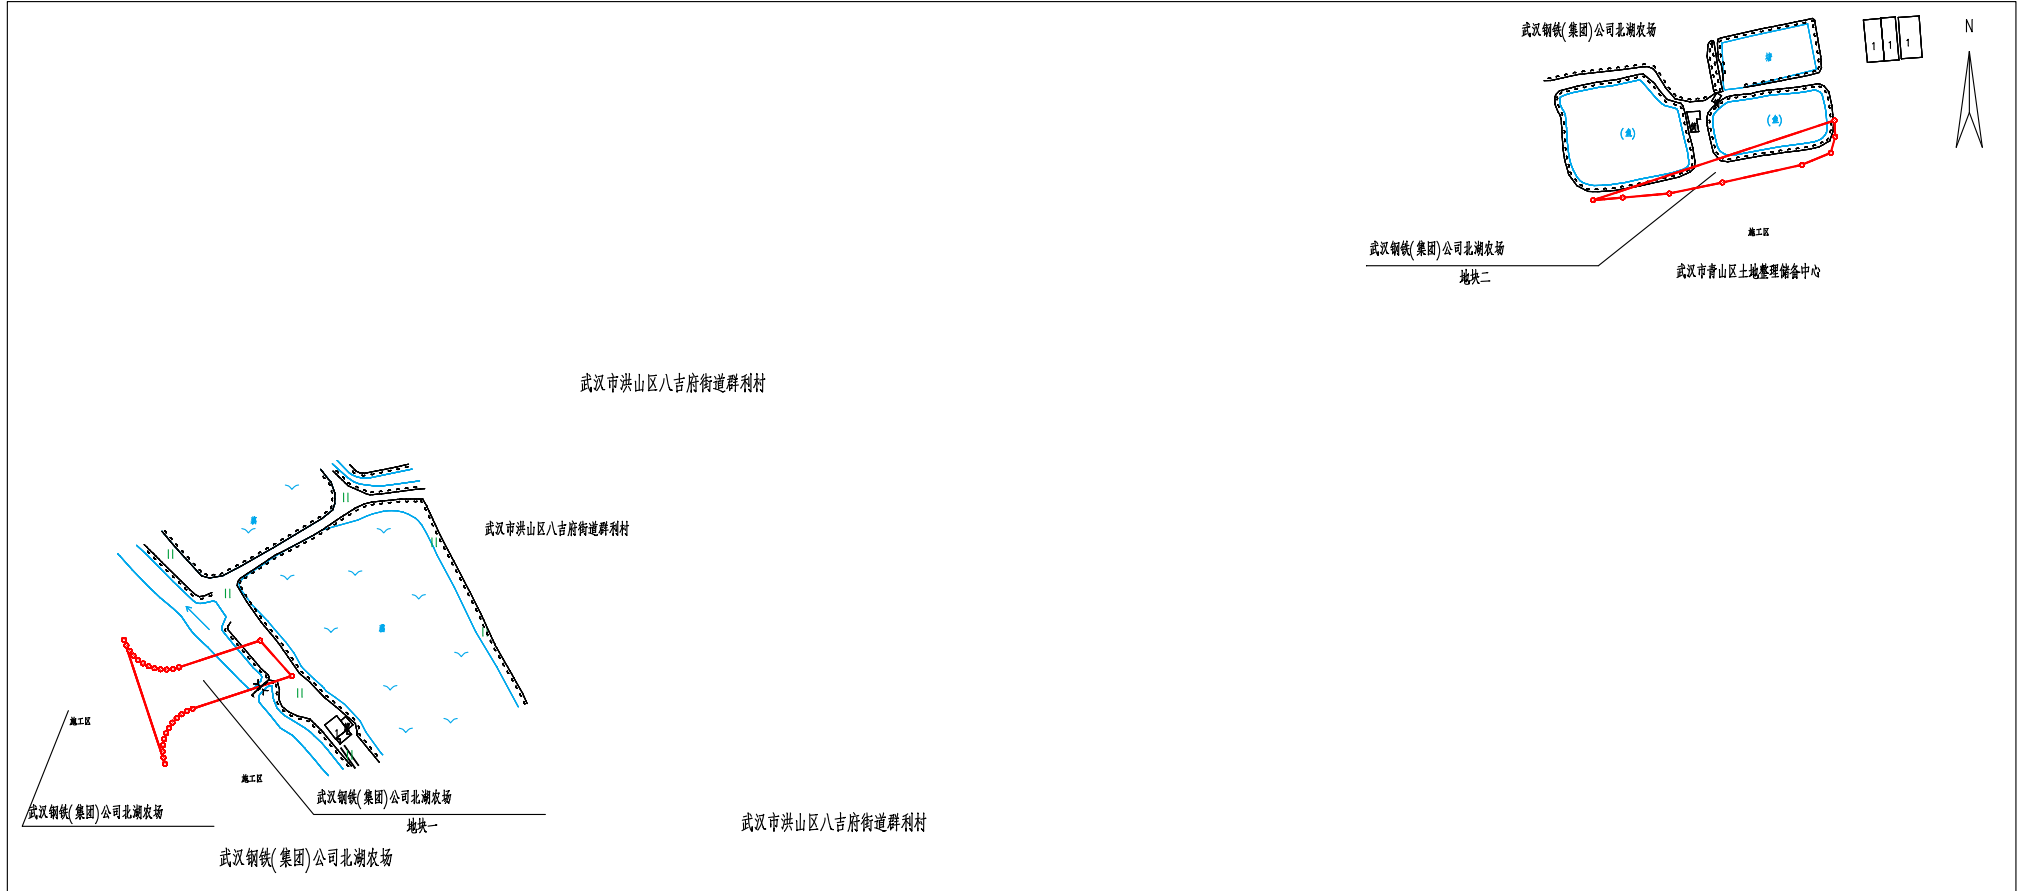 武汉钢铁(集团)公司北湖农场
N
1
1
1
塘
(鱼)
(鱼)
施工区
武汉钢铁(集团)公司北湖农场
地块二
武汉市青山区土地整理储备中心
武汉市洪山区八吉府街道群利村
武汉市洪山区八吉府街道群利村
施工区
施工区
武汉钢铁(集团)公司北湖农场
地块一
武汉钢铁(集团)公司北湖农场
武汉市洪山区八吉府街道群利村
武汉钢铁(集团)公司北湖农场